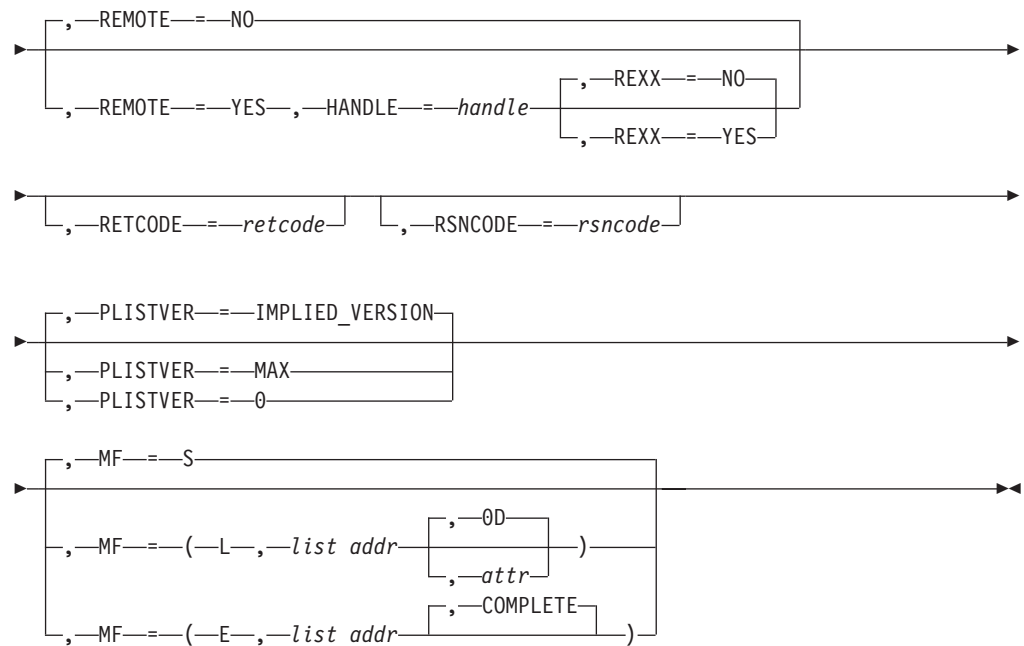 ,—REMOTE—=—NO
,—REXX—=—NO
,—REMOTE—=—YES—,—HANDLE—=—handle
,—REXX—=—YES
,—RETCODE—=—retcode
,—RSNCODE—=—rsncode
,—PLISTVER—=—IMPLIED_VERSION
,—PLISTVER—=—MAX
,—PLISTVER—=—0
,—MF—=—S
,—0D
,—MF—=—(—L—,—list addr—)
,—attr
,—COMPLETE
,—MF—=—(—E—,—list addr—)